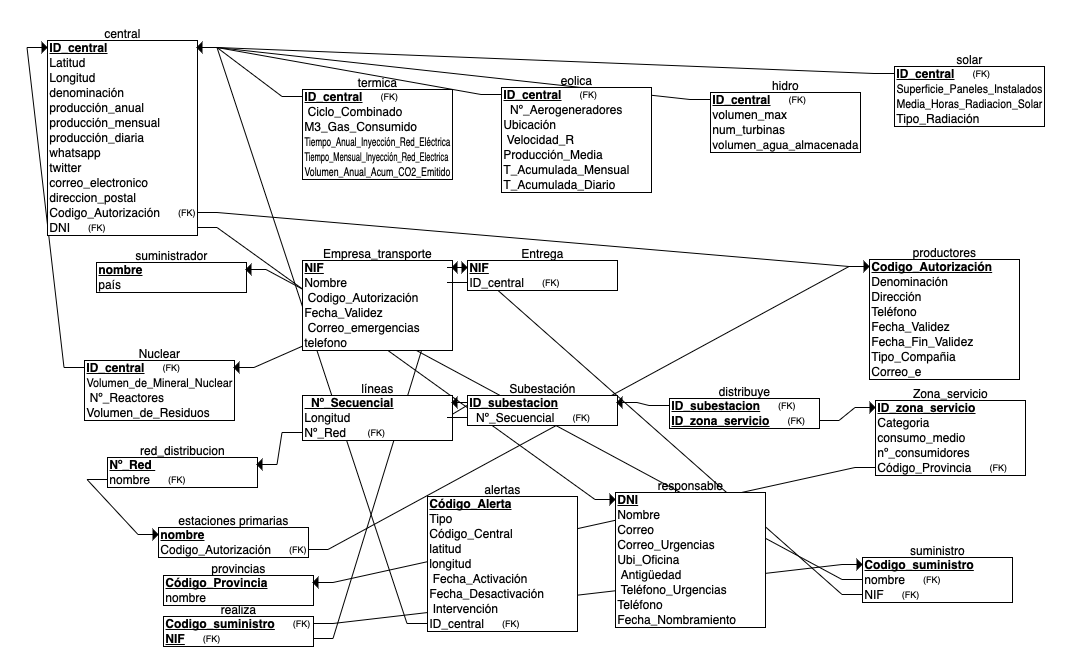 central
ID_central
Latitud
Longitud
denominación
producción_anual
producción_mensual
producción_diaria
whatsapp
twitter
correo_electronico
direccion_postal
Codigo_Autorización (FK)
DNI (FK)
termica
ID_central (FK)
Ciclo_Combinado
M3_Gas_Consumido
Tiempo_Anual_Inyección_Red_Eléctrica
Tiempo_Mensual_Inyección_Red_Electrica
Volumen_Anual_Acum_CO2_Emitido
eolica
ID_central (FK)
Nº_Aerogeneradores
Ubicación
Velocidad_R
Producción_Media
T_Acumulada_Mensual
T_Acumulada_Diario
hidro
ID_central (FK)
volumen_max
num_turbinas
volumen_agua_almacenada
solar
ID_central (FK)
Superficie_Paneles_Instalados
Media_Horas_Radiacion_Solar
Tipo_Radiación
suministrador
nombre
país
Empresa_transporte
NIF
Nombre
Codigo_Autorización
Fecha_Validez
Correo_emergencias
telefono
Entrega
NIF
ID_central (FK)
productores
Codigo_Autorización
Denominación
Dirección
Teléfono
Fecha_Validez
Fecha_Fin_Validez
Tipo_Compañia
Correo_e
Nuclear
ID_central (FK)
Volumen_de_Mineral_Nuclear
Nº_Reactores
Volumen_de_Residuos
líneas
Nº_Secuencial
Longitud
Nº_Red (FK)
Subestación
ID_subestacion
Nº_Secuencial (FK)
distribuye
ID_subestacion (FK)
ID_zona_servicio (FK)
Zona_servicio
ID_zona_servicio
Categoria
consumo_medio
nº_consumidores
Código_Provincia (FK)
red_distribucion
Nº_Red
nombre (FK)
estaciones primarias
nombre
Codigo_Autorización (FK)
provincias
Código_Provincia
nombre
realiza
Codigo_suministro (FK)
NIF (FK)
alertas
Código_Alerta
Tipo
Código_Central
latitud
longitud
Fecha_Activación
Fecha_Desactivación
Intervención
ID_central (FK)
responsable
DNI
Nombre
Correo
Correo_Urgencias
Ubi_Oficina
Antigüedad
Teléfono_Urgencias
Teléfono
Fecha_Nombramiento
suministro
Codigo_suministro
nombre (FK)
NIF (FK)